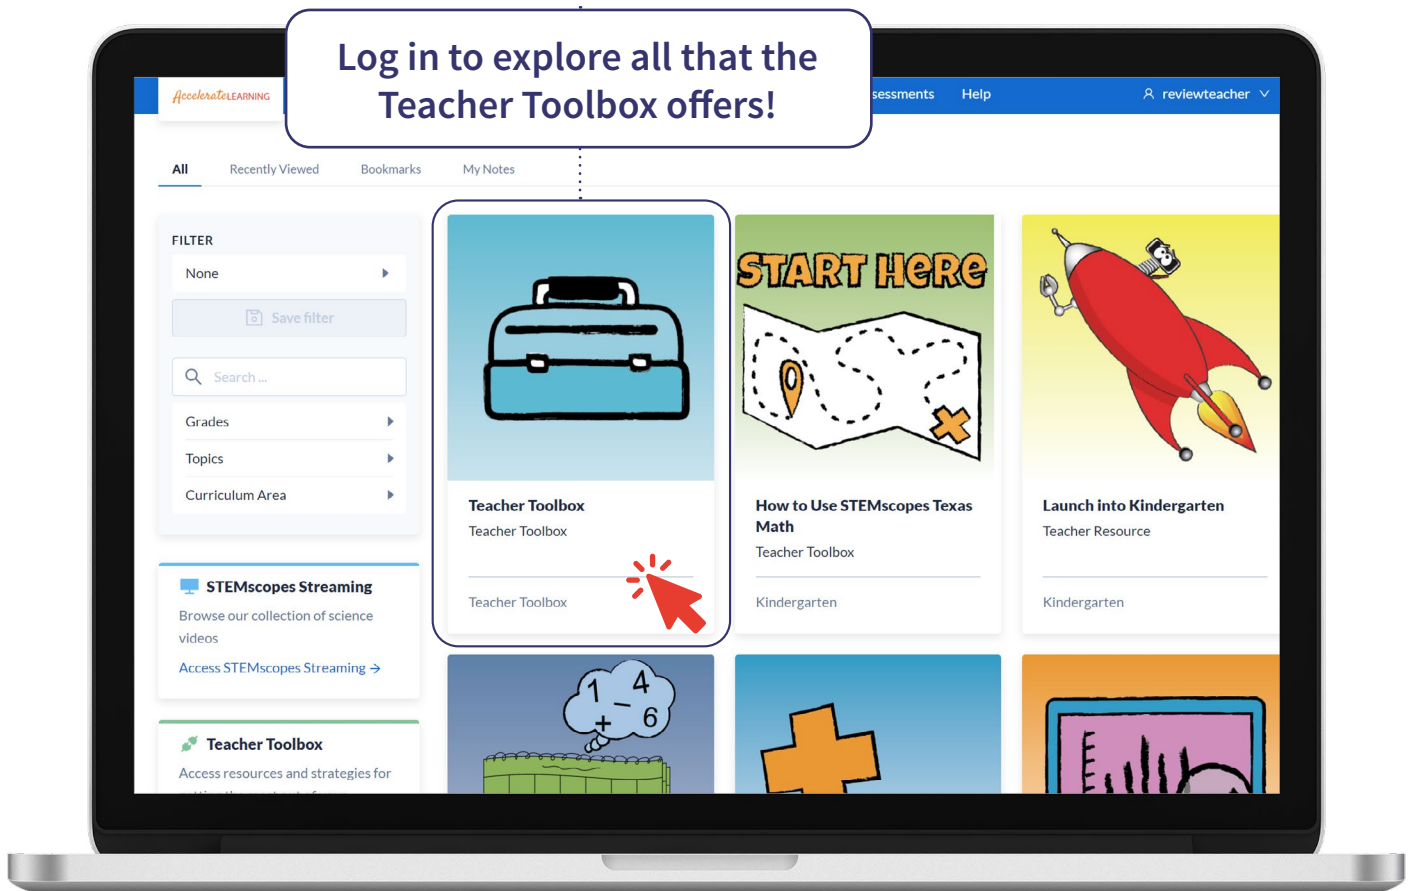 Log in to explore all that the
Teacher Toolbox offers!
AccelerateLEARNING
Help
reviewteacher
All
Recently Viewed
Bookmarks
My Notes
FILTER
None
Save filter
Search ...
Grades
Topics
Curriculum Area
STEMscopes Streaming
Browse our collection of science
videos
Access STEMscopes Streaming →
Teacher Toolbox
Access resources and strategies for
Teacher Toolbox
Teacher Toolbox
Teacher Toolbox
START HeRe
How to Use STEMscopes Texas
Math
Teacher Toolbox
Kindergarten
Launch into Kindergarten
Teacher Resource
Kindergarten
1 4
– 6
+